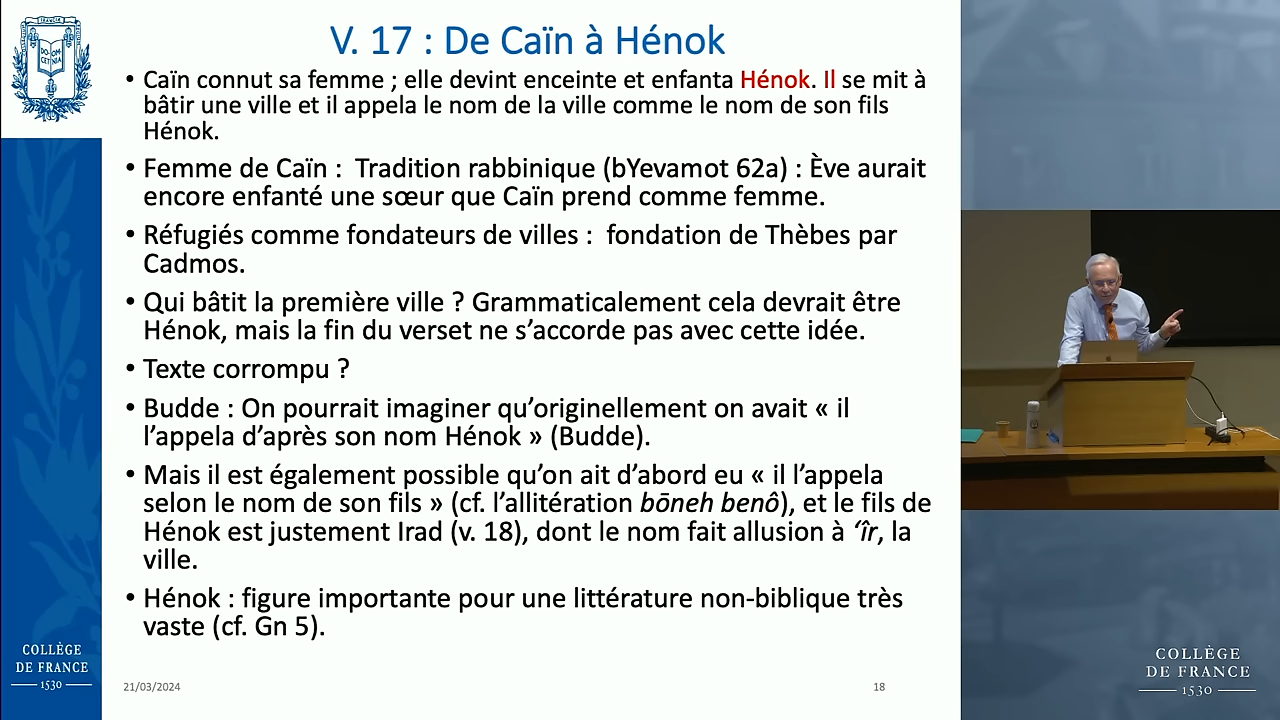 V. 17 : De Caïn à Hénok
• Caïn connut sa femme ; elle devint enceinte et enfanta Hénok. Il se mit à
bâtir une ville et il appela le nom de la ville comme le nom de son fils
Hénok.
• Femme de Caïn : Tradition rabbinique (bYevamot 62a) : Ève aurait
encore enfanté une sœur que Caïn prend comme femme.
• Réfugiés comme fondateurs de villes : fondation de Thèbes par
Cadmos.
• Qui bâtit la première ville ? Grammaticalement cela devrait être
Hénok, mais la fin du verset ne s’accorde pas avec cette idée.
• Texte corrompu ?
• Budde : On pourrait imaginer qu’originellement on avait « il
l’appela d’après son nom Hénok » (Budde).
• Mais il est également possible qu’on ait d’abord eu « il l’appela
selon le nom de son fils » (cf. l’allitération bōneh benô), et le fils de
Hénok est justement Irad (v. 18), dont le nom fait allusion à ‘îr, la
ville.
• Hénok : figure importante pour une littérature non-biblique très
vaste (cf. Gn 5).
COLLÈGE
DE FRANCE
1530
21/03/2024
18
COLLÈGE
DE FRANCE
1530